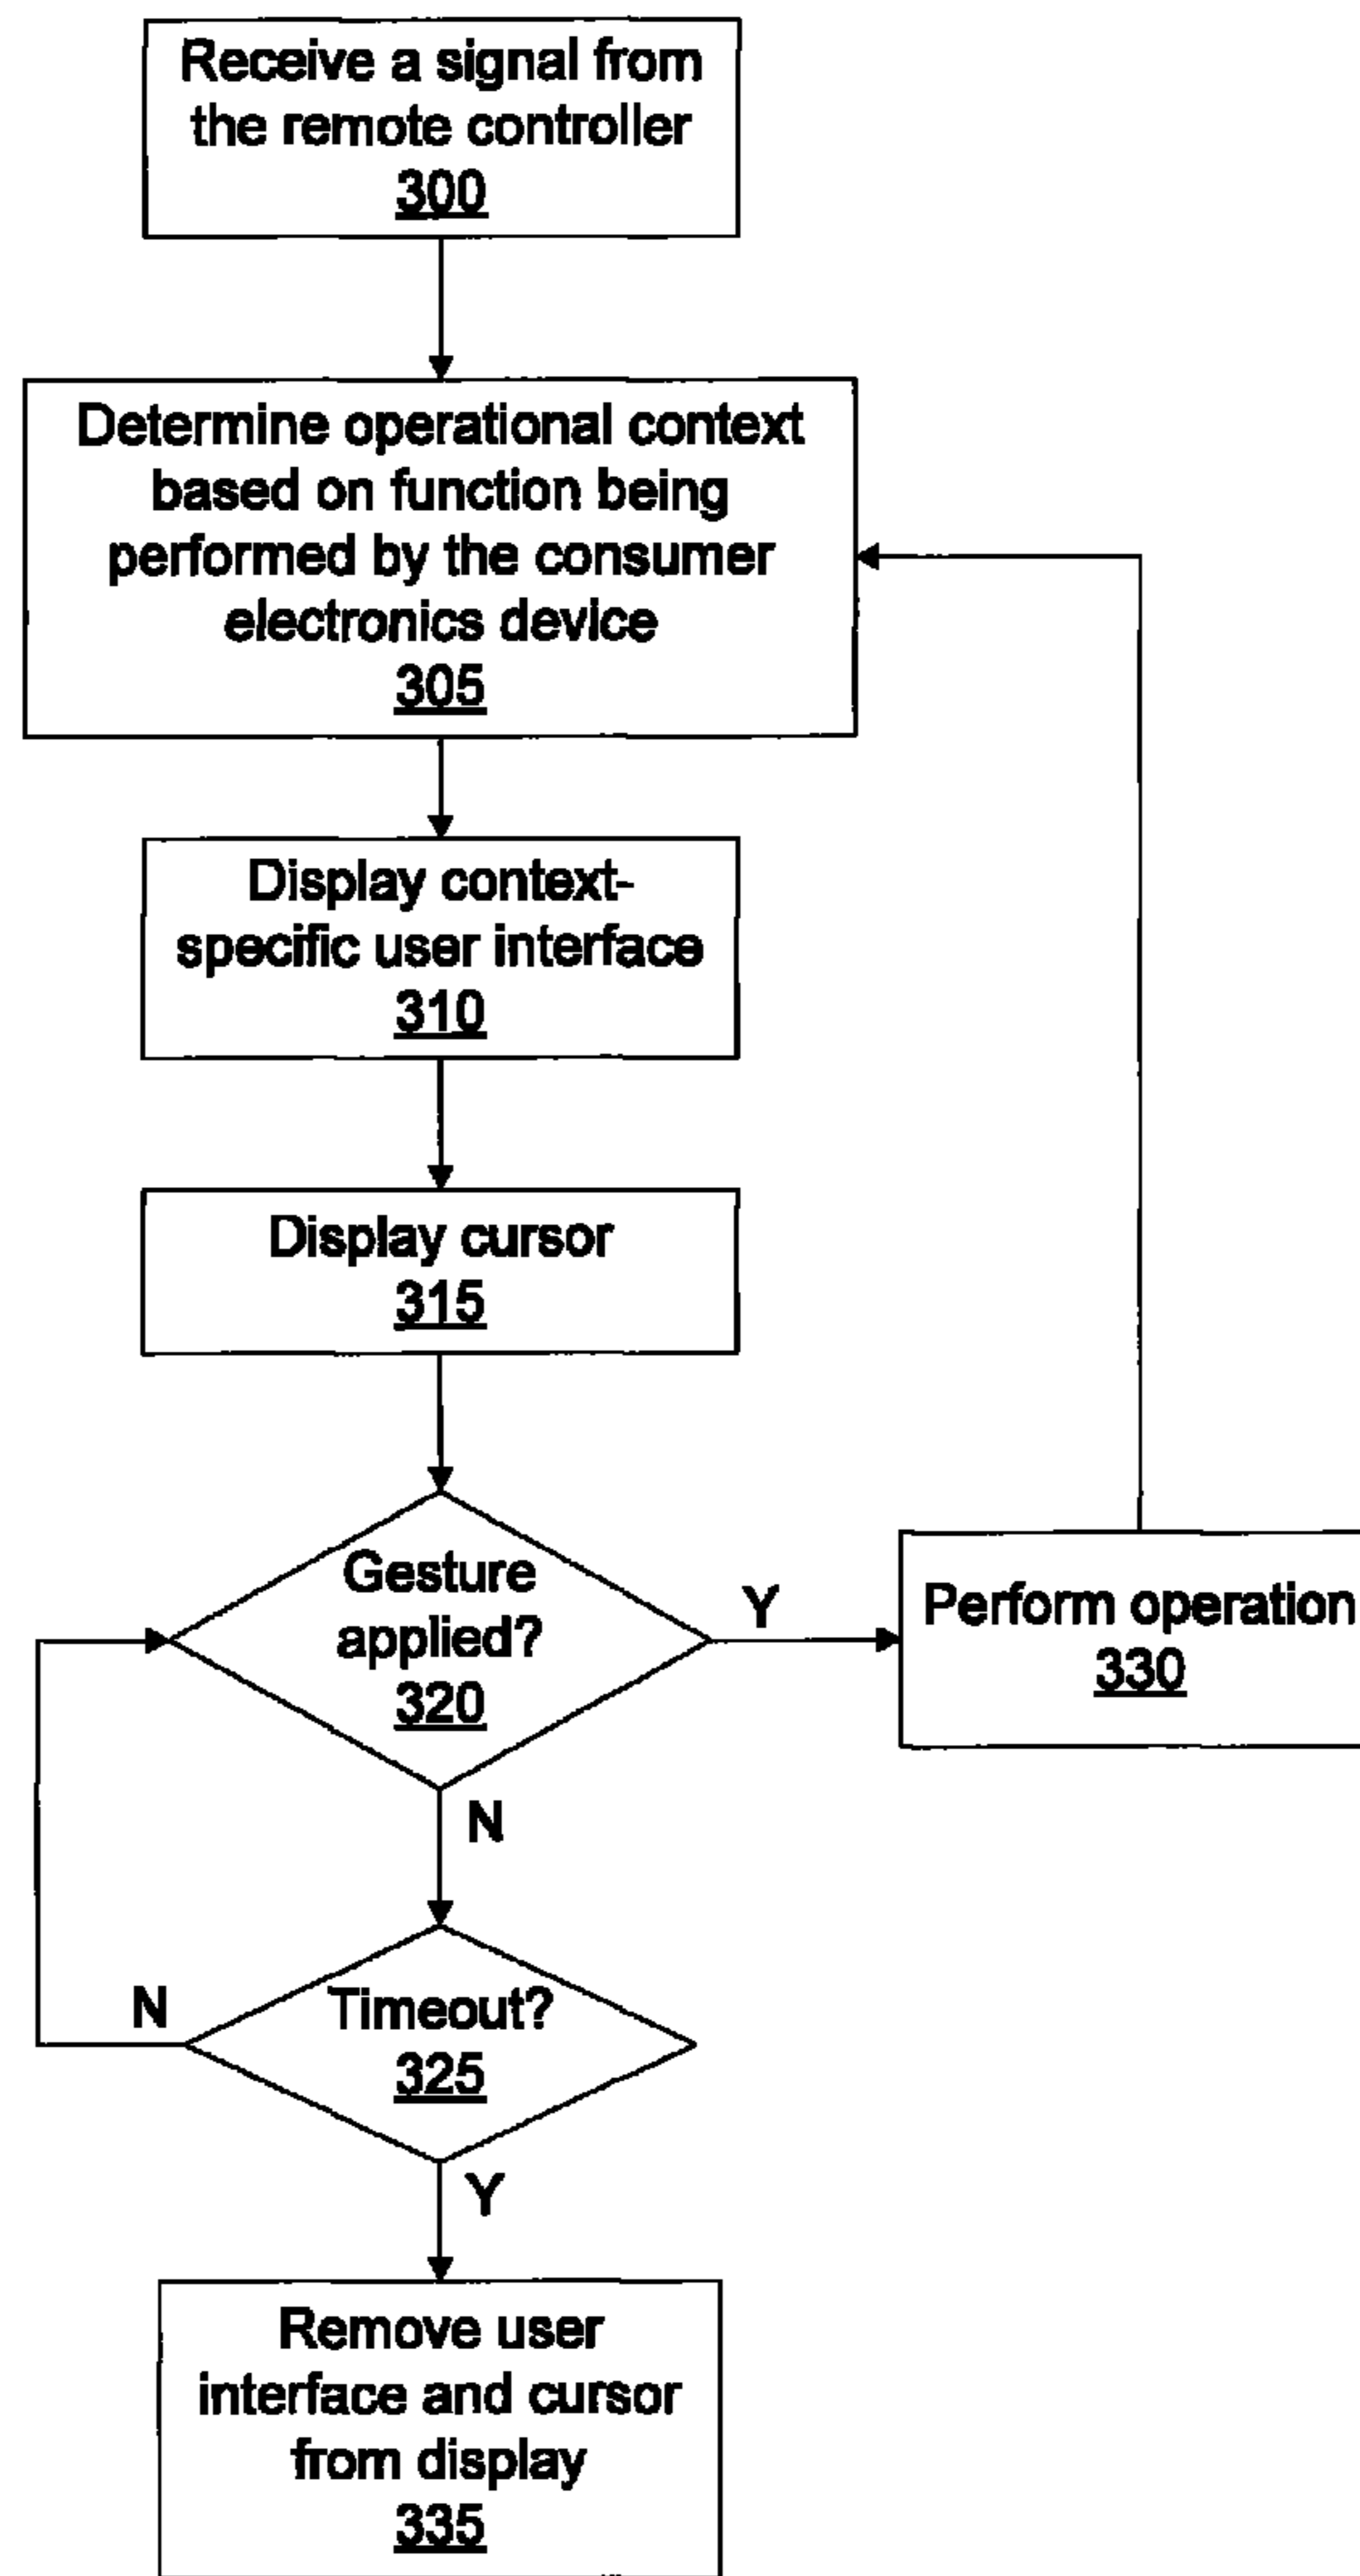 Receive a signal from
the remote controller
300
Determine operational context
based on function being
performed by the consumer
electronics device
305
Display context-
specific user interface
310
Display cursor
315
Gesture
applied?
320
Y
Perform operation
330
N
Timeout?
325
N
Y
Remove user
interface and cursor
from display
335